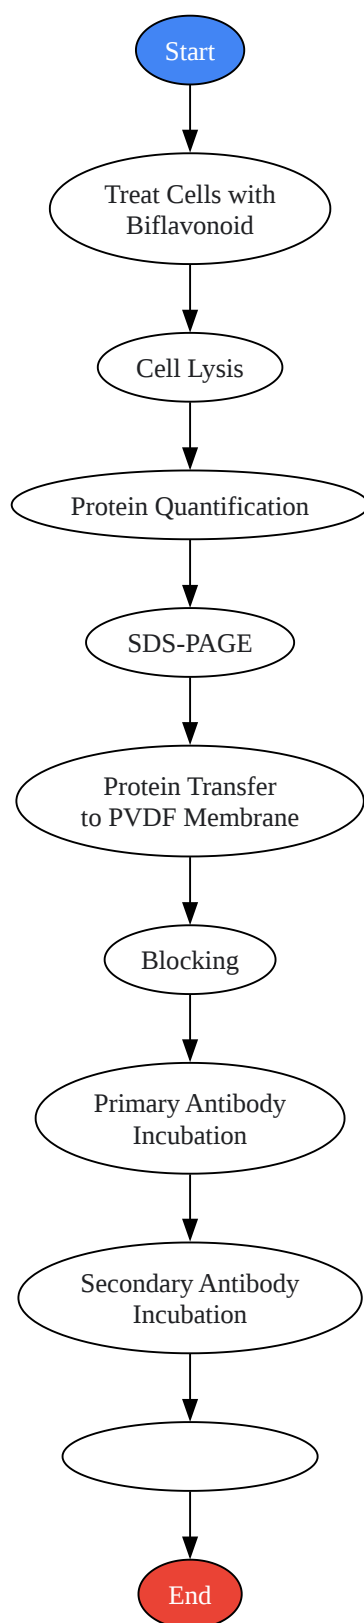 Start
Treat Cells with
Biflavonoid
Cell Lysis
Protein Quantification
SDS-PAGE
Protein Transfer
to PVDF Membrane
Blocking
Primary Antibody
Incubation
Secondary Antibody
Incubation
End